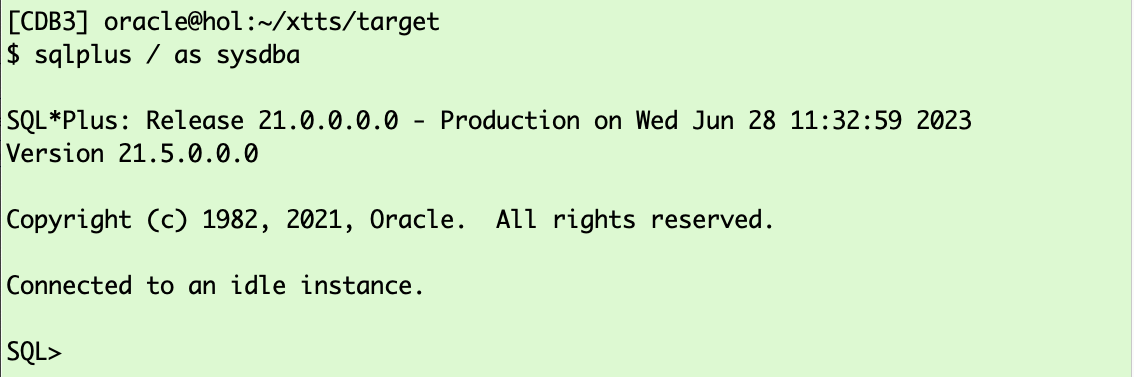 [CDB3] oracle@hol:~/xtts/target
$ sqlplus / as sysdba
SQL*Plus: Release 21.0.0.0.0 - Production on Wed Jun 28 11:32:59 2023
Version 21.5.0.0.0
Copyright (c) 1982, 2021, Oracle.  All rights reserved.
Connected to an idle instance.
SQL>